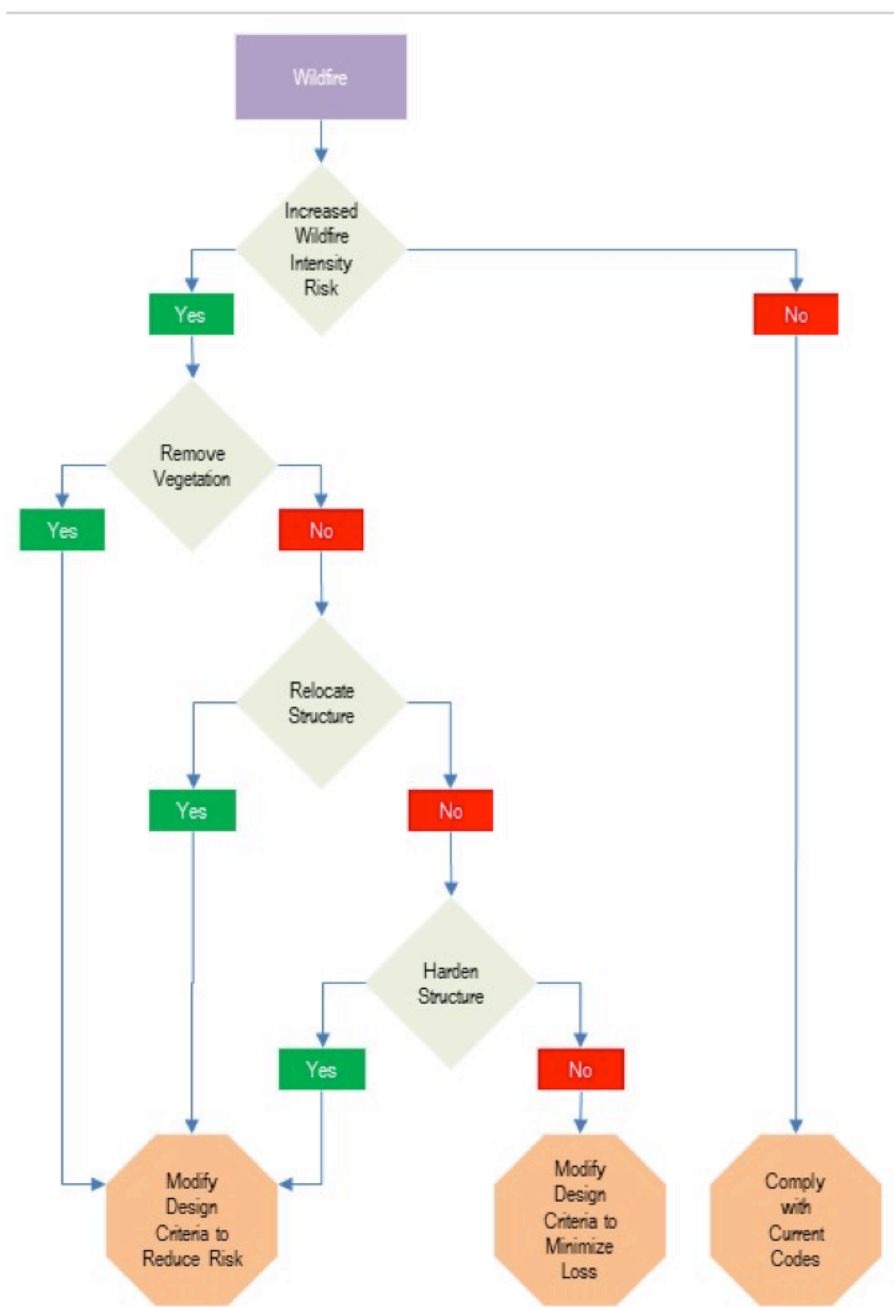 Wildfire
Increased
Wildfire
Intensity
Risk
Yes
No
Remove
Vegetation
Yes
No
Relocate
Structure
Yes
No
Harden
Structure
Yes
No
Modify
Design
Criteria to
Reduce Risk
Modify
Design
Criteria to
Minimize
Loss
Comply
with
Current
Codes